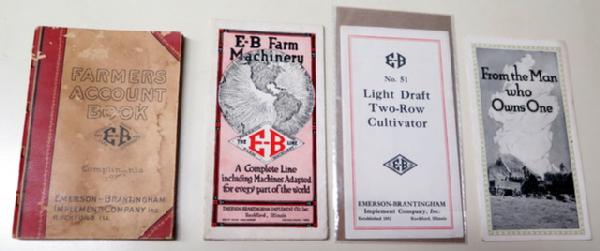 FARMERS
ACCOUNT
BOOK
E-B
Compliments
of
EMERSON-BRANTINGHAM
IMPLEMENT COMPANY Inc.
ROCKFORD, ILL.
E-B Farm
Machinery
THE E-B LINE
A Complete Line
including Machines Adapted
for every part of the world
EMERSON-BRANTINGHAM IMPLEMENT CO., Inc.
Rockford, Illinois
E-B
No. 51
Light Draft
Two-Row
Cultivator
E-B
EMERSON-BRANTINGHAM
Implement Company, Inc.
Established 1852 Rockford, Illinois
From the Man
who
Owns One